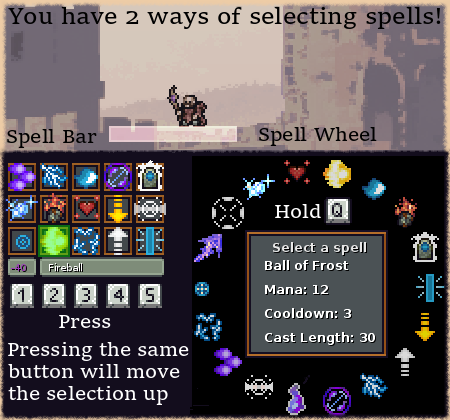 You have 2 ways of selecting spells!
Spell Bar
Spell Wheel
Hold Q
Select a spell
Ball of Frost
Mana: 12
Cooldown: 3
Cast Length: 30
-40 Fireball
1 2 3 4 5
Press
Pressing the same
button will move
the selection up